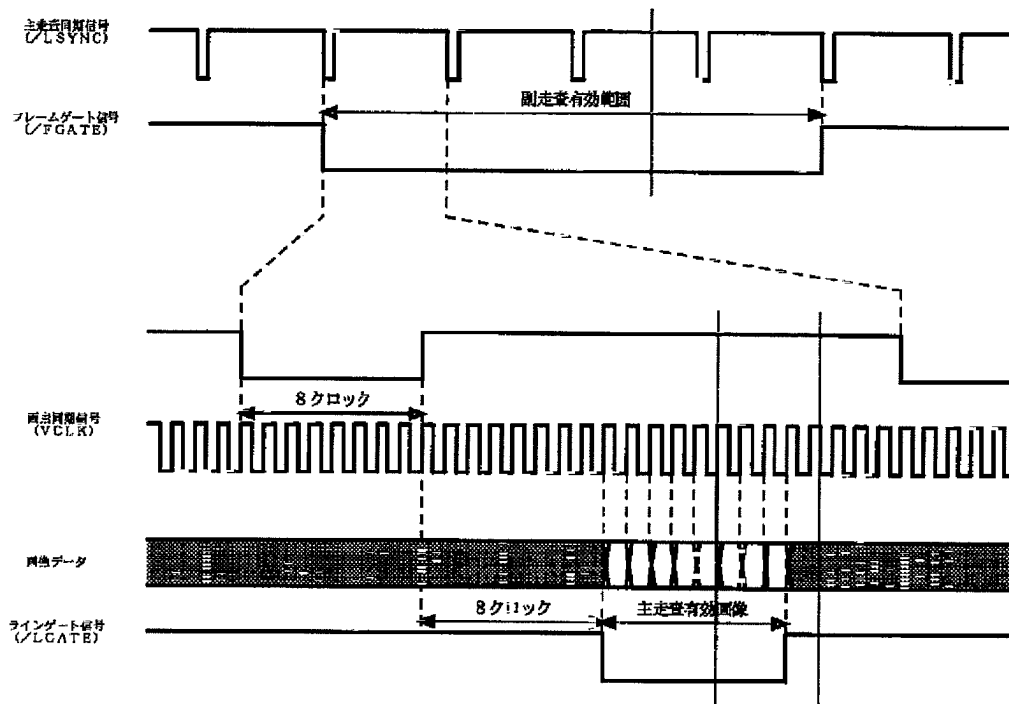 主走査同期信号
(／LSYNC)
副走査有効範囲
フレームゲート信号
(／FGATE)
8クロック
画素同期信号
(VCLK)
画像データ
8クロック
主走査有効画像
ラインゲート信号
(／LGATE)